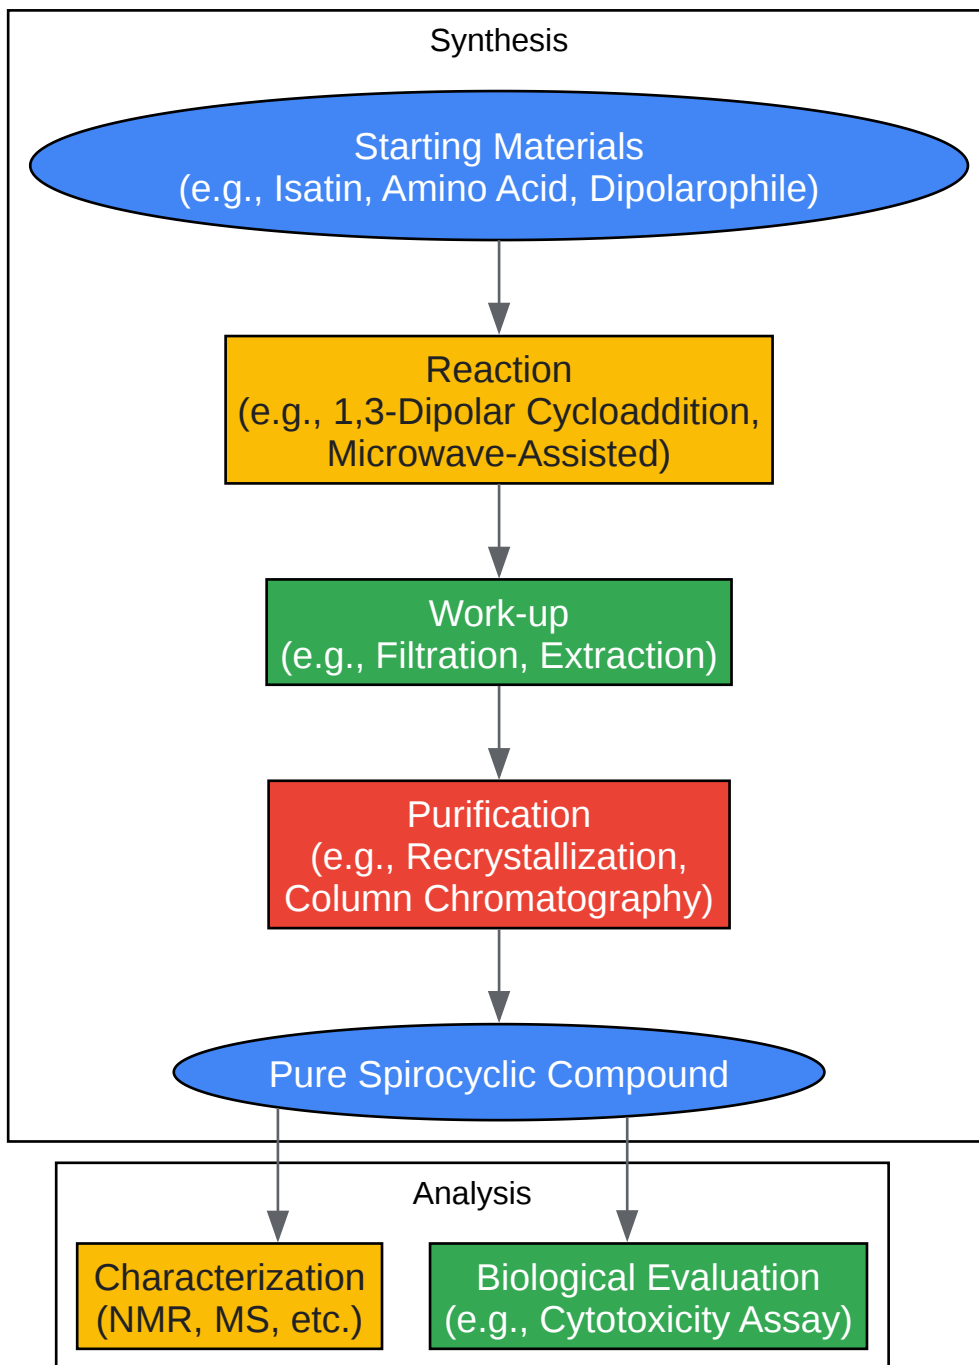 Synthesis
Starting Materials
(e.g., Isatin, Amino Acid, Dipolarophile)
Reaction
(e.g., 1,3-Dipolar Cycloaddition,
Microwave-Assisted)
Work-up
(e.g., Filtration, Extraction)
Purification
(e.g., Recrystallization,
Column Chromatography)
Pure Spirocyclic Compound
Analysis
Characterization
(NMR, MS, etc.)
Biological Evaluation
(e.g., Cytotoxicity Assay)